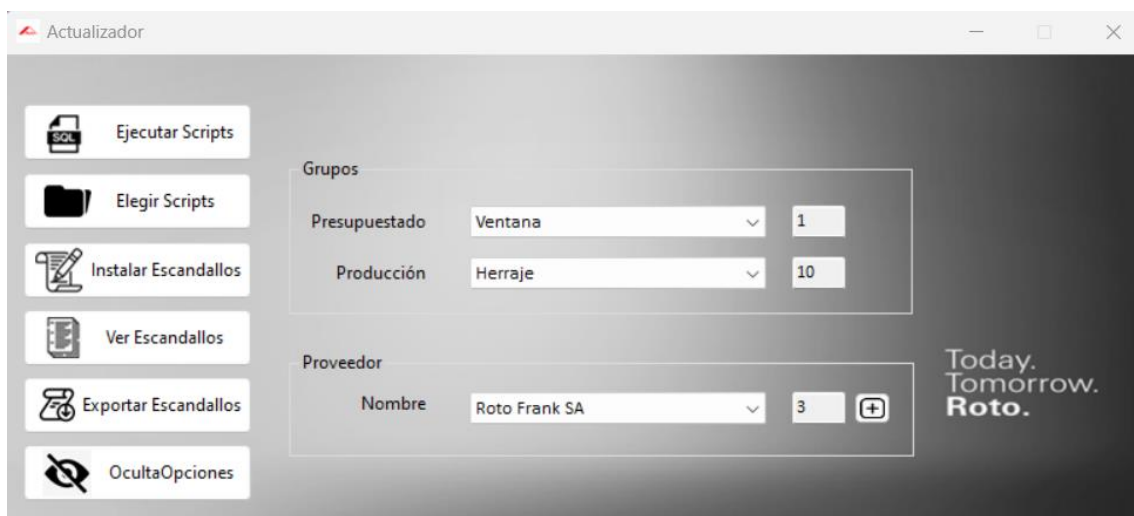 Actualizador
SQL
Ejecutar Scripts
Elegir Scripts
Instalar Escandallos
Ver Escandallos
Exportar Escandallos
OcultaOpciones
Grupos
Presupuestado Ventana 1
Producción Herraje 10
Proveedor
Nombre Roto Frank SA 3
Today.
Tomorrow.
Roto.